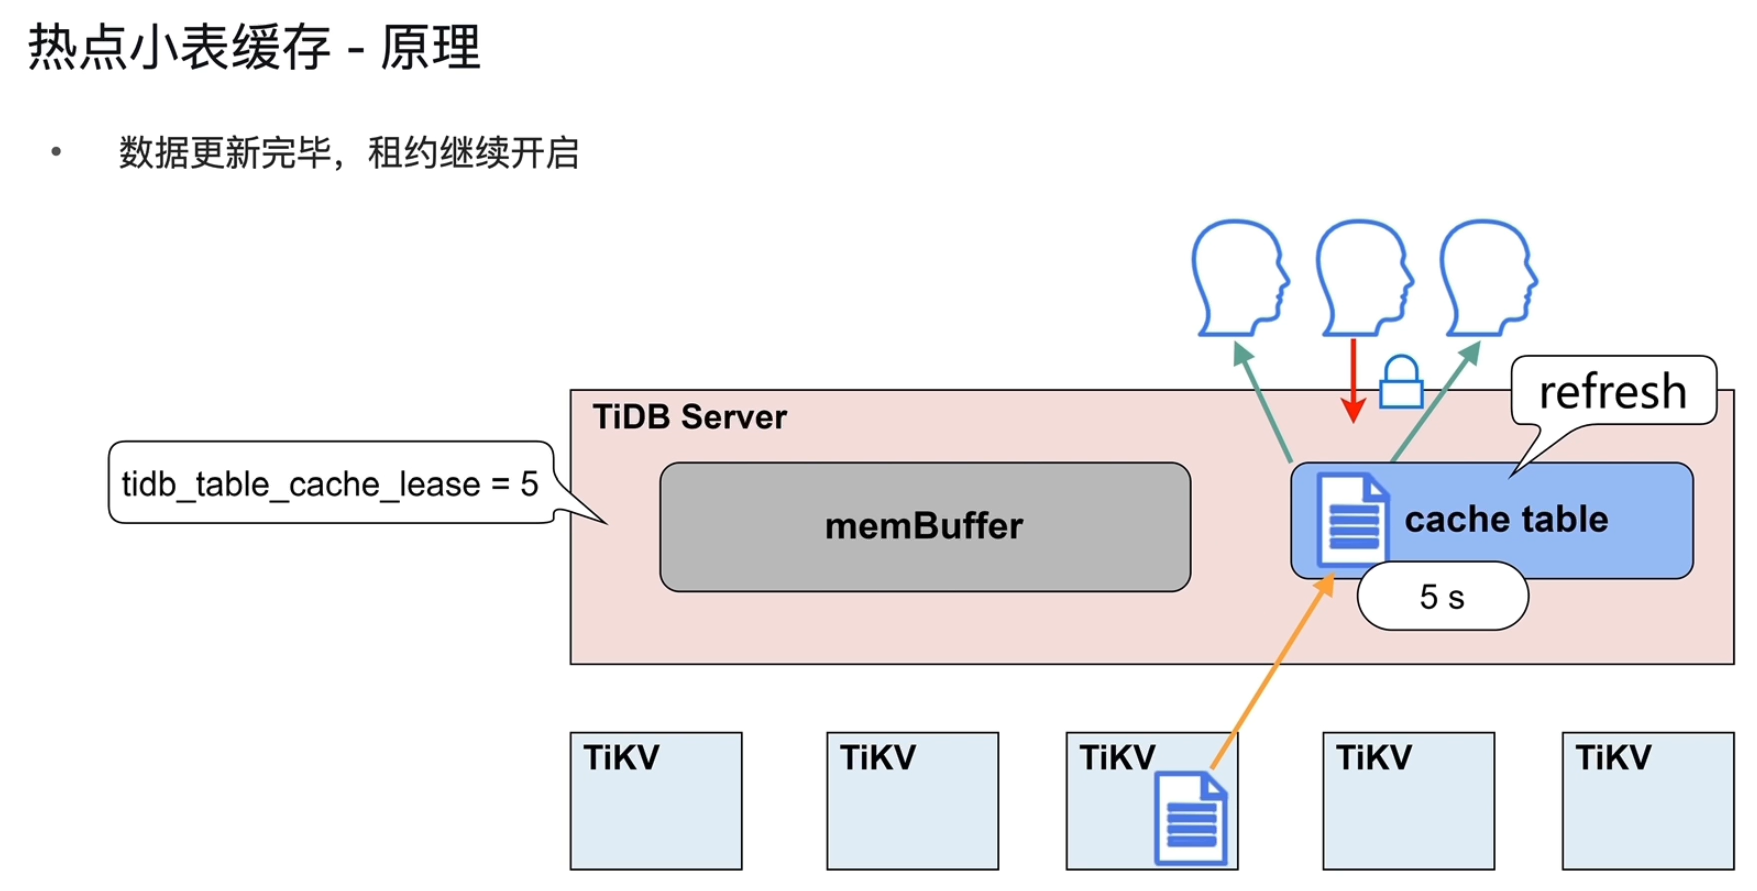 热点小表缓存 - 原理
• 数据更新完毕，租约继续开启
refresh
TiDB Server
tidb_table_cache_lease = 5
memBuffer
cache table
5 s
TiKV
TiKV
TiKV
TiKV
TiKV